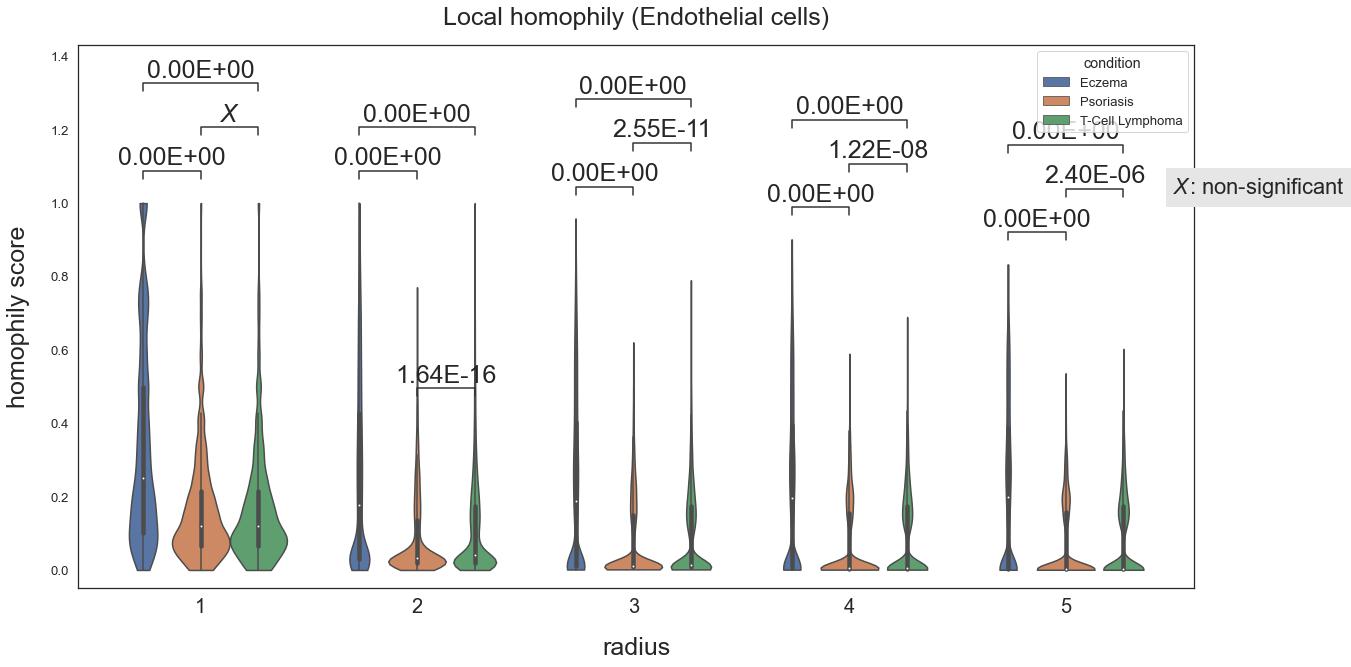 Local homophily (Endothelial cells)
1.4
1.2
1.0
0.8
0.6
0.4
0.2
0.0
homophily score
0.00E+00
X
0.00E+00
0.00E+00
0.00E+00
1.64E-16
0.00E+00
2.55E-11
0.00E+00
0.00E+00
1.22E-08
0.00E+00
0.00E+00
2.40E-06
0.00E+00
condition
Eczema
Psoriasis
T-Cell Lymphoma
X: non-significant
1 2 3 4 5
radius